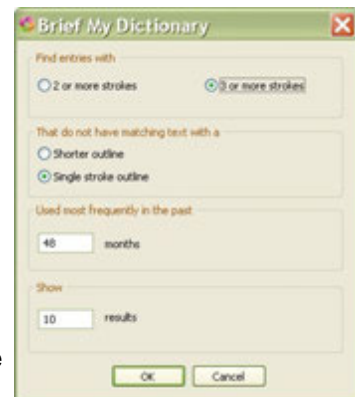 Brief My Dictionary
Find entries with
2 or more strokes 3 or more strokes
That do not have matching text with a
Shorter outline
Single stroke outline
Used most frequently in the past
48 months
Show
10 results
e
OK Cancel